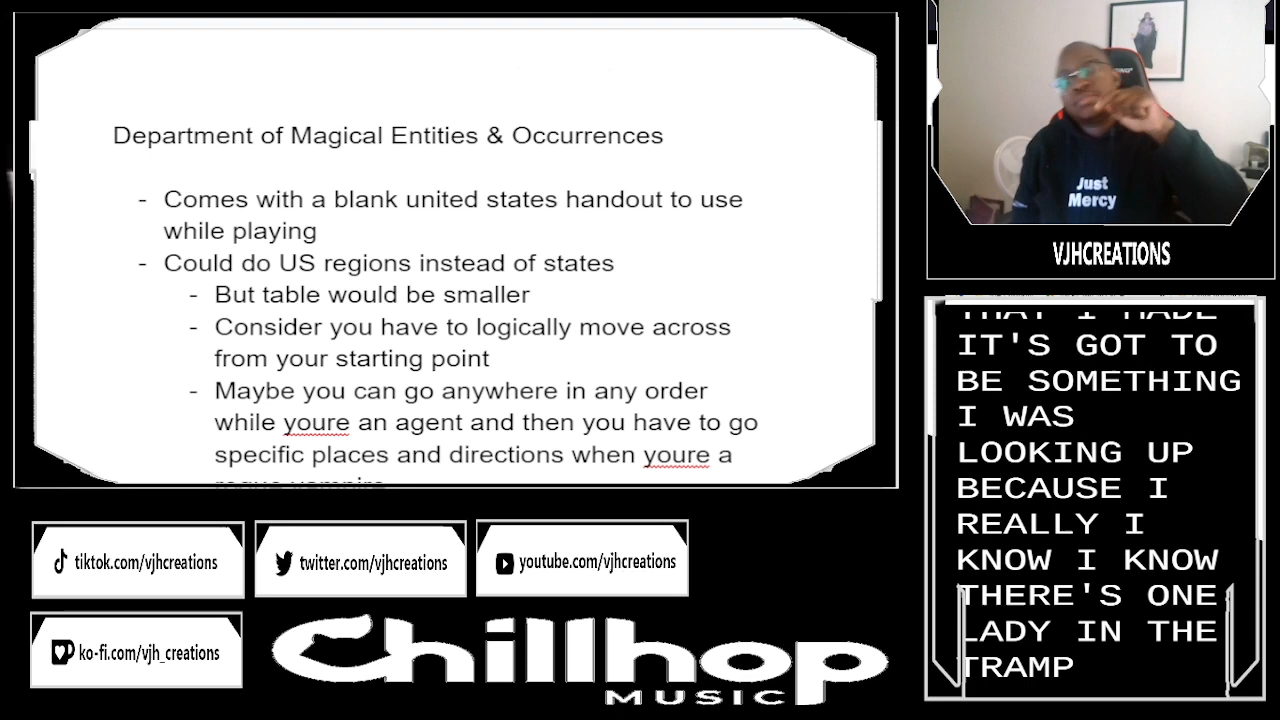 Department of Magical Entities & Occurrences
- Comes with a blank united states handout to use
while playing
- Could do US regions instead of states
- But table would be smaller
- Consider you have to logically move across
from your starting point
- Maybe you can go anywhere in any order
while youre an agent and then you have to go
specific places and directions when youre a
rogue vampire
Just
Mercy
VJHCREATIONS
THAT I MADE
IT'S GOT TO
BE SOMETHING
I WAS
LOOKING UP
BECAUSE I
REALLY I
KNOW I KNOW
THERE'S ONE
LADY IN THE
TRAMP
tiktok.com/vjhcreations
twitter.com/vjhcreations
youtube.com/vjhcreations
ko-fi.com/vjh_creations
Chillhop
MUSIC